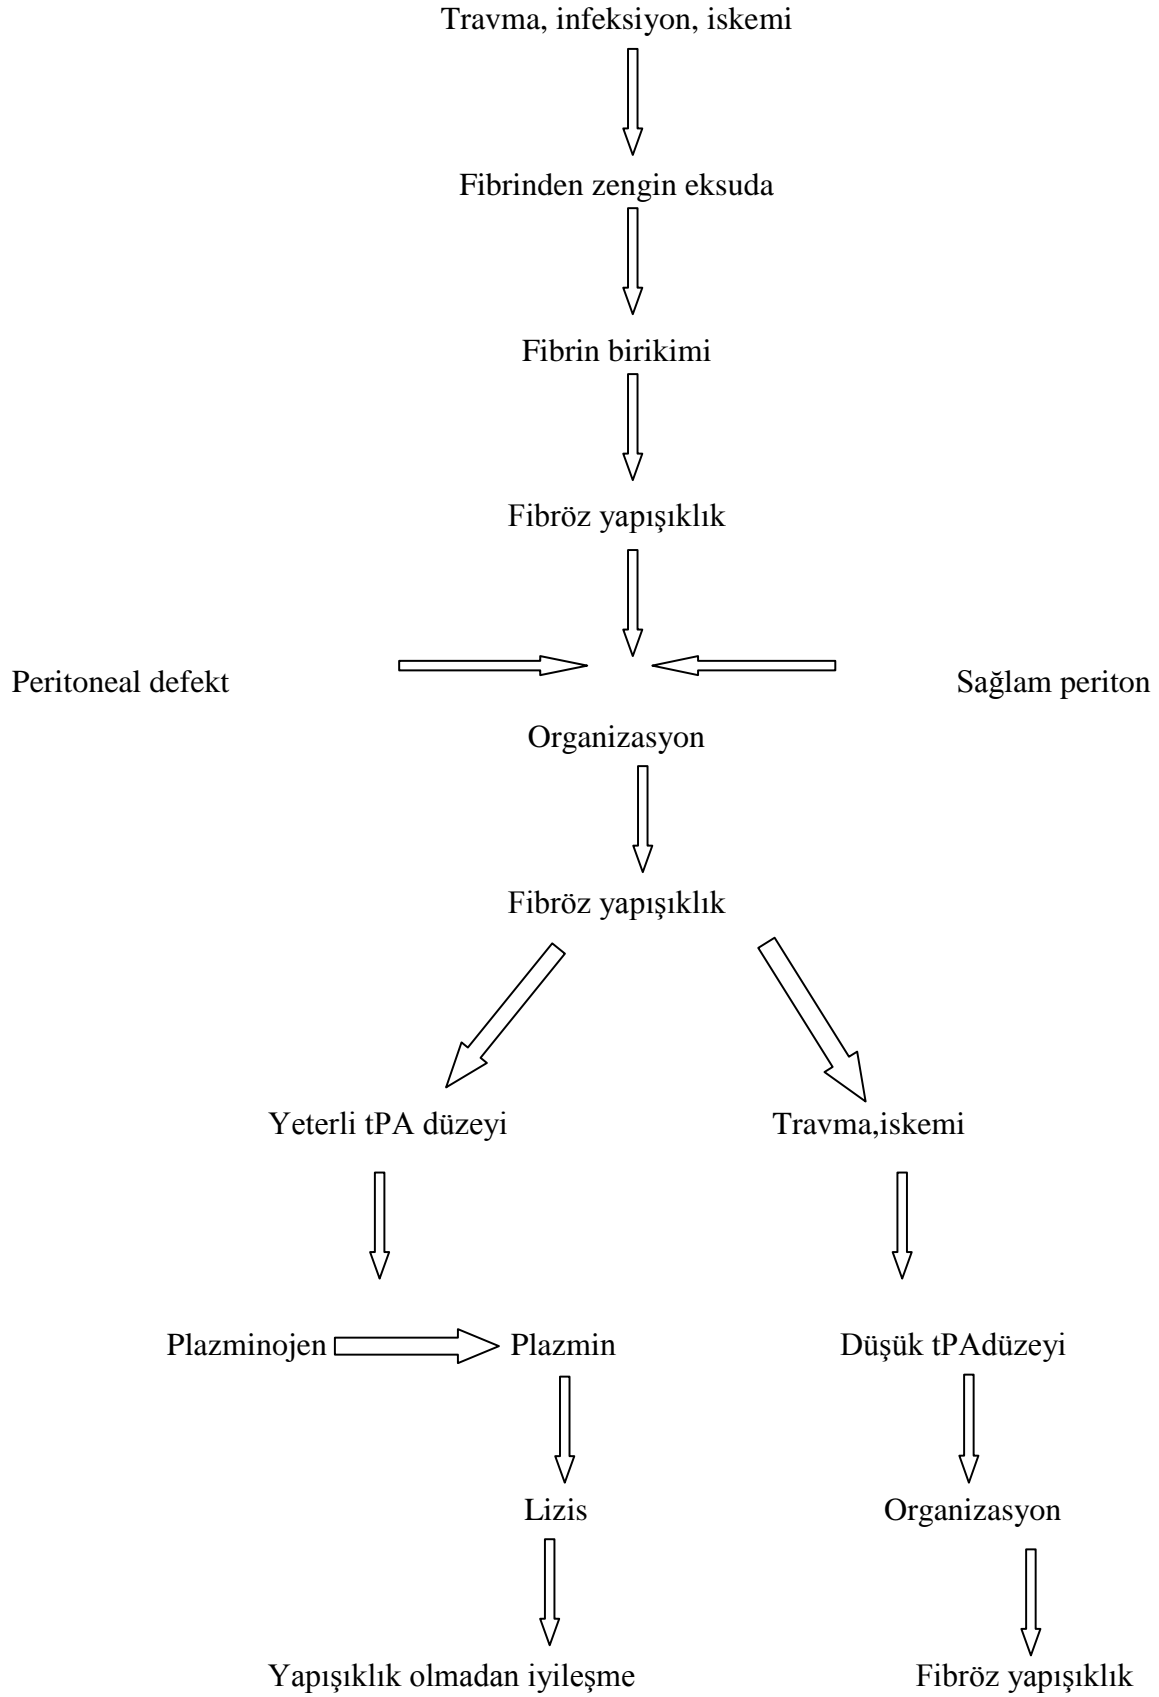 Travma, infeksiyon, iskemi
Fibrinden zengin eksuda
Fibrin birikimi
Fibröz yapışıklık
Peritoneal defekt
Sağlam periton
Organizasyon
Fibröz yapışıklık
Yeterli tPA düzeyi
Travma,iskemi
Plazminojen
Plazmin
Düşük tPAdüzeyi
Lizis
Organizasyon
Yapışıklık olmadan iyileşme
Fibröz yapışıklık